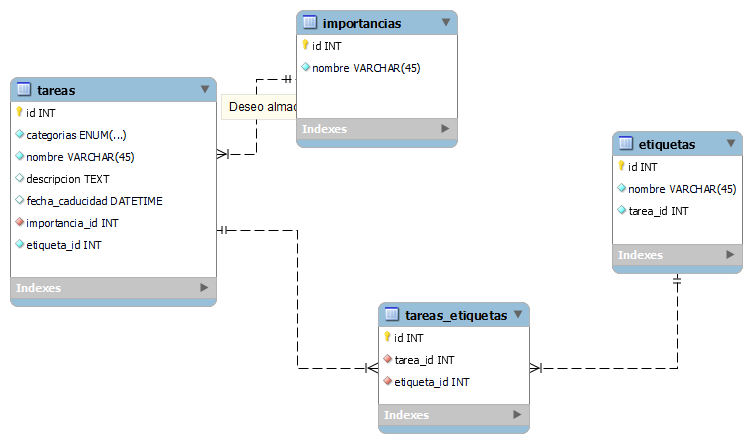 importancias
id INT
nombre VARCHAR(45)
Indexes
tareas
id INT
categorias ENUM(...)
nombre VARCHAR(45)
descripcion TEXT
fecha_caducidad DATETIME
importancia_id INT
etiqueta_id INT
Indexes
Deseo
etiquetas
id INT
nombre VARCHAR(45)
tarea_id INT
Indexes
tareas_etiquetas
id INT
tarea_id INT
etiqueta_id INT
Indexes